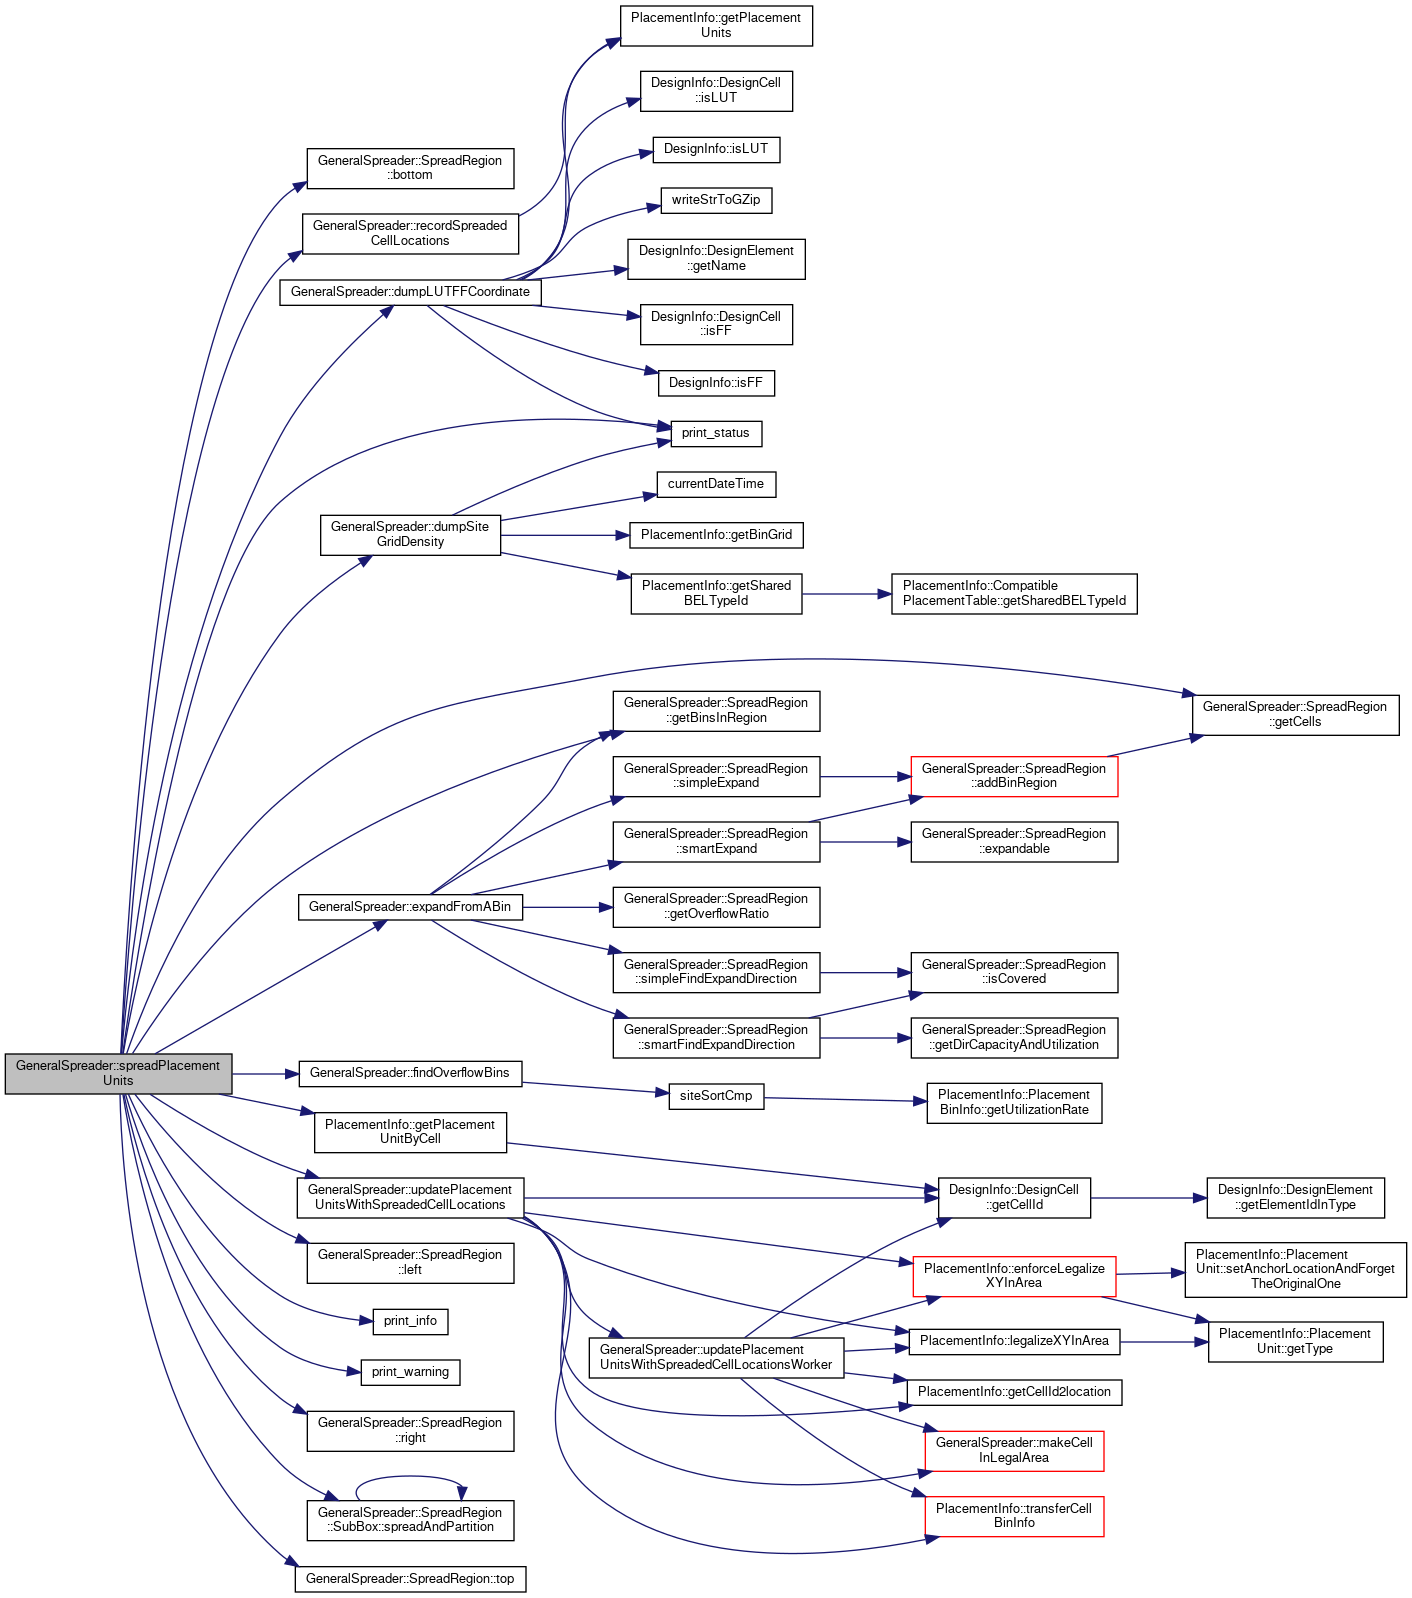 PlacementInfo::getPlacement
Units
DesignInfo::DesignCell
::isLUT
DesignInfo::isLUT
GeneralSpreader::SpreadRegion
::bottom
writeStrToGZip
GeneralSpreader::recordSpreaded
CellLocations
DesignInfo::DesignElement
::getName
GeneralSpreader::dumpLUTFFCoordinate
DesignInfo::DesignCell
::isFF
DesignInfo::isFF
print_status
currentDateTime
GeneralSpreader::dumpSite
GridDensity
PlacementInfo::getBinGrid
PlacementInfo::getShared
BELTypeId
PlacementInfo::Compatible
PlacementTable::getSharedBELTypeId
GeneralSpreader::SpreadRegion
::getBinsInRegion
GeneralSpreader::SpreadRegion
::getCells
GeneralSpreader::SpreadRegion
::simpleExpand
GeneralSpreader::SpreadRegion
::addBinRegion
GeneralSpreader::SpreadRegion
::smartExpand
GeneralSpreader::SpreadRegion
::expandable
GeneralSpreader::expandFromABin
GeneralSpreader::SpreadRegion
::getOverflowRatio
GeneralSpreader::SpreadRegion
::simpleFindExpandDirection
GeneralSpreader::SpreadRegion
::isCovered
GeneralSpreader::SpreadRegion
::smartFindExpandDirection
GeneralSpreader::SpreadRegion
::getDirCapacityAndUtilization
GeneralSpreader::spreadPlacement
Units
GeneralSpreader::findOverflowBins
siteSortCmp
PlacementInfo::Placement
BinInfo::getUtilizationRate
PlacementInfo::getPlacement
UnitByCell
GeneralSpreader::updatePlacement
UnitsWithSpreadedCellLocations
DesignInfo::DesignCell
::getCellId
DesignInfo::DesignElement
::getElementIdInType
GeneralSpreader::SpreadRegion
::left
PlacementInfo::enforceLegalize
XYInArea
PlacementInfo::Placement
Unit::setAnchorLocationAndForget
TheOriginalOne
print_info
GeneralSpreader::updatePlacement
UnitsWithSpreadedCellLocationsWorker
PlacementInfo::legalizeXYInArea
PlacementInfo::Placement
Unit::getType
print_warning
PlacementInfo::getCellId2location
GeneralSpreader::SpreadRegion
::right
GeneralSpreader::makeCell
InLegalArea
GeneralSpreader::SpreadRegion
::SubBox::spreadAndPartition
PlacementInfo::transferCell
BinInfo
GeneralSpreader::SpreadRegion::top